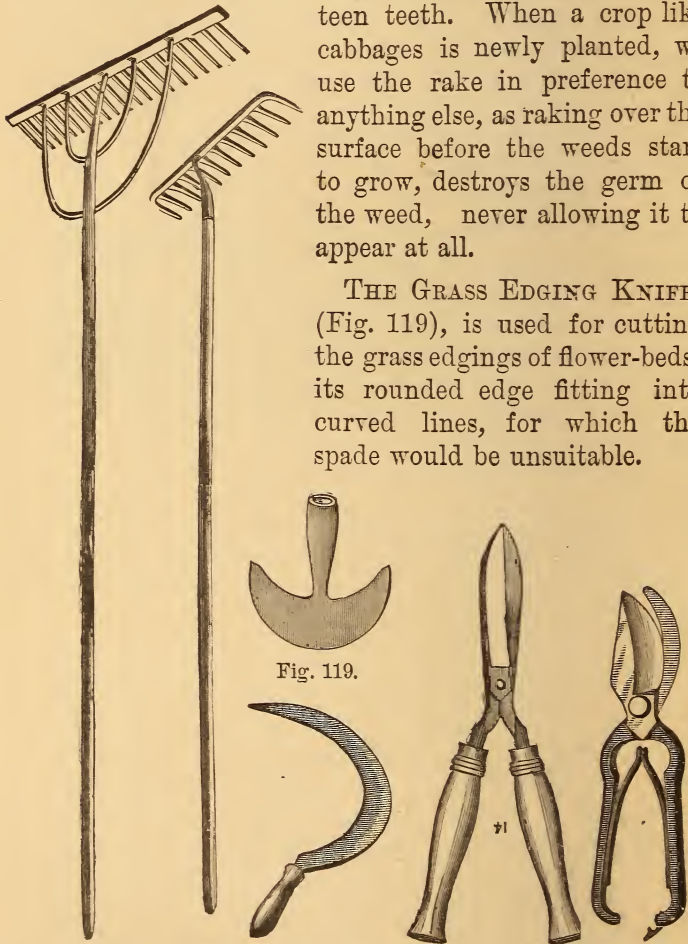 teen teeth. When a crop lik
cabbages is newly planted, w
use the rake in preference t
anything else, as raking over th
surface before the weeds star
to grow, destroys the germ o
the weed, never allowing it t
appear at all.
THE GRASS EDGING KNIFE
(Fig. 119), is used for cuttin
the grass edgings of flower-beds
its rounded edge fitting int
curved lines, for which th
spade would be unsuitable.
Fig. 119.
14